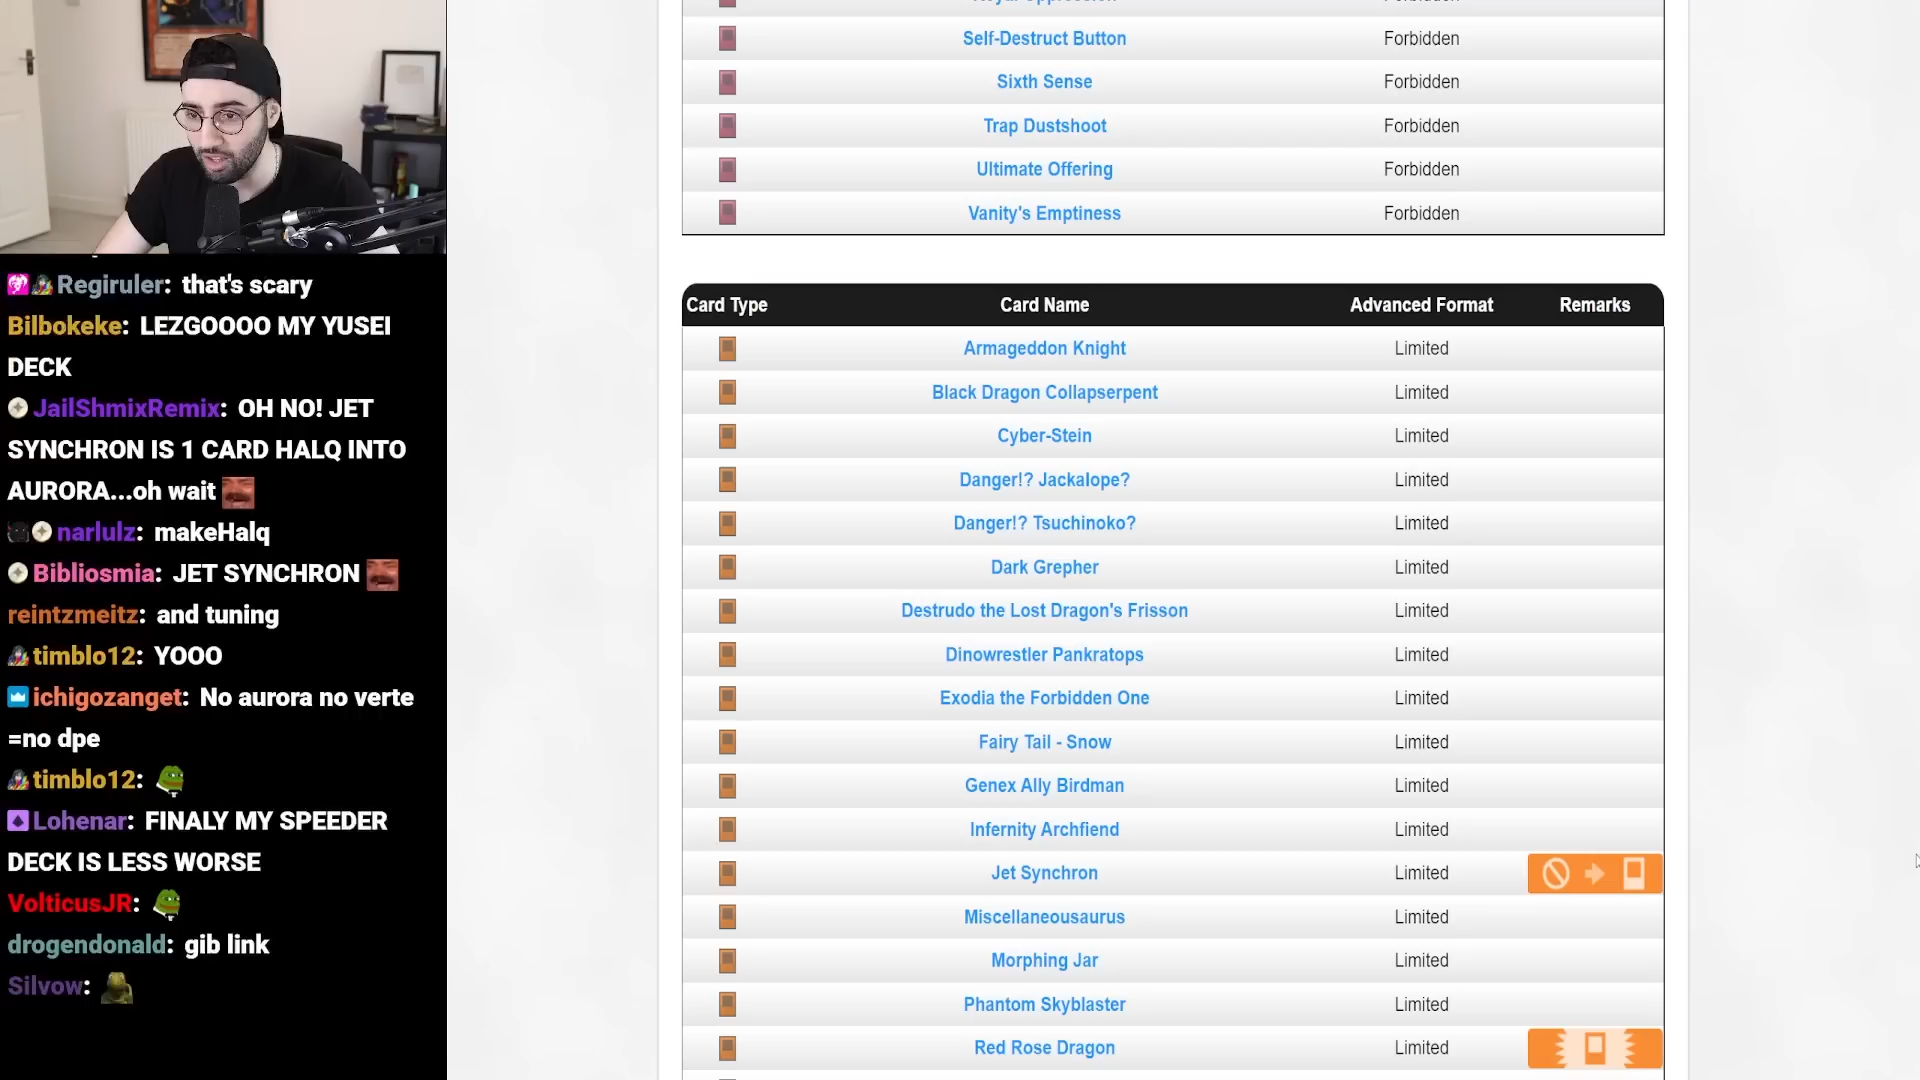 Regiruler: that's scary
Bilbokeke: LEZGOOOO MY YUSEI
DECK
JailShmixRemix: OH NO! JET
SYNCHRON IS 1 CARD HALQ INTO
AURORA...oh wait
narlulz: makeHalq
Bibliosmia: JET SYNCHRON
reintzmeitz: and tuning
timblo12: YOOO
ichigozanget: No aurora no verte
=no dpe
timblo12:
Lohenar: FINALY MY SPEEDER
DECK IS LESS WORSE
VolticusJR:
drogendonald: gib link
Silvow:
Self-Destruct Button Forbidden
Sixth Sense Forbidden
Trap Dustshoot Forbidden
Ultimate Offering Forbidden
Vanity's Emptiness Forbidden
Card Type Card Name Advanced Format Remarks
Armageddon Knight Limited
Black Dragon Collapserpent Limited
Cyber-Stein Limited
Danger!? Jackalope? Limited
Danger!? Tsuchinoko? Limited
Dark Grepher Limited
Destrudo the Lost Dragon's Frisson Limited
Dinowrestler Pankratops Limited
Exodia the Forbidden One Limited
Fairy Tail - Snow Limited
Genex Ally Birdman Limited
Infernity Archfiend Limited
Jet Synchron Limited
Miscellaneousaurus Limited
Morphing Jar Limited
Phantom Skyblaster Limited
Red Rose Dragon Limited